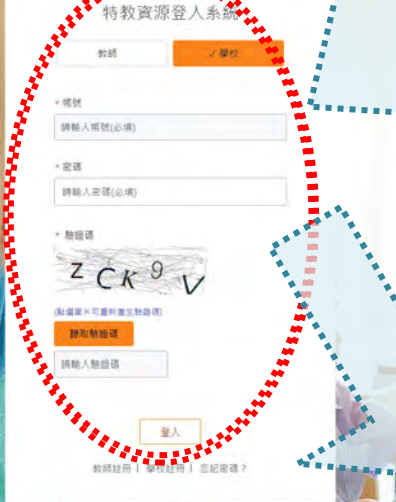 特教資源登入系統
教師 ✓ 學校
* 帳號
請輸入帳號(必填)
* 密碼
請輸入密碼(必填)
* 驗證碼
z C K 9 V
(點選圖片可重新產生驗證碼)
聽取驗證碼
請輸入驗證碼
登入
教師註冊 | 學校註冊 | 忘記密碼？